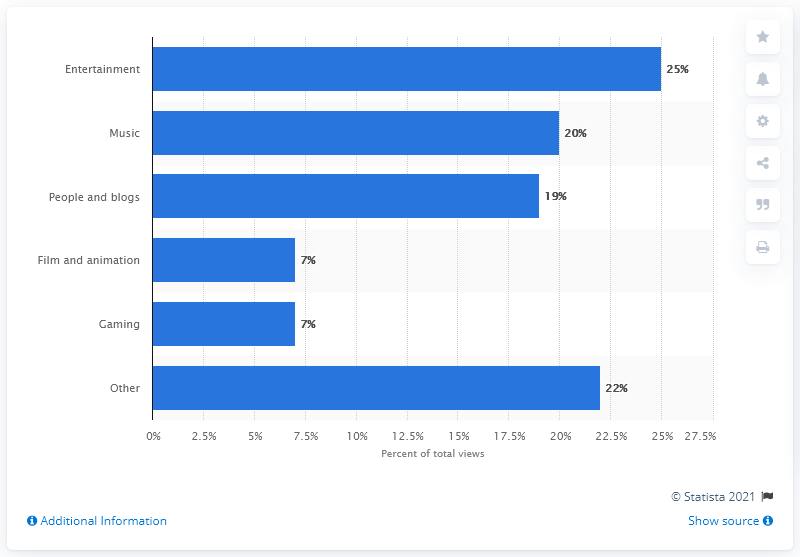 Entertainment 25%
Music 20%
People and blogs 19%
Film and animation 7%
Gaming 7%
Other 22%
0% 2.5% 5% 7.5% 10% 12.5% 15% 17.5% 20% 22.5% 25% 27.5%
Percent of total views
© Statista 2021
Additional Information Show source